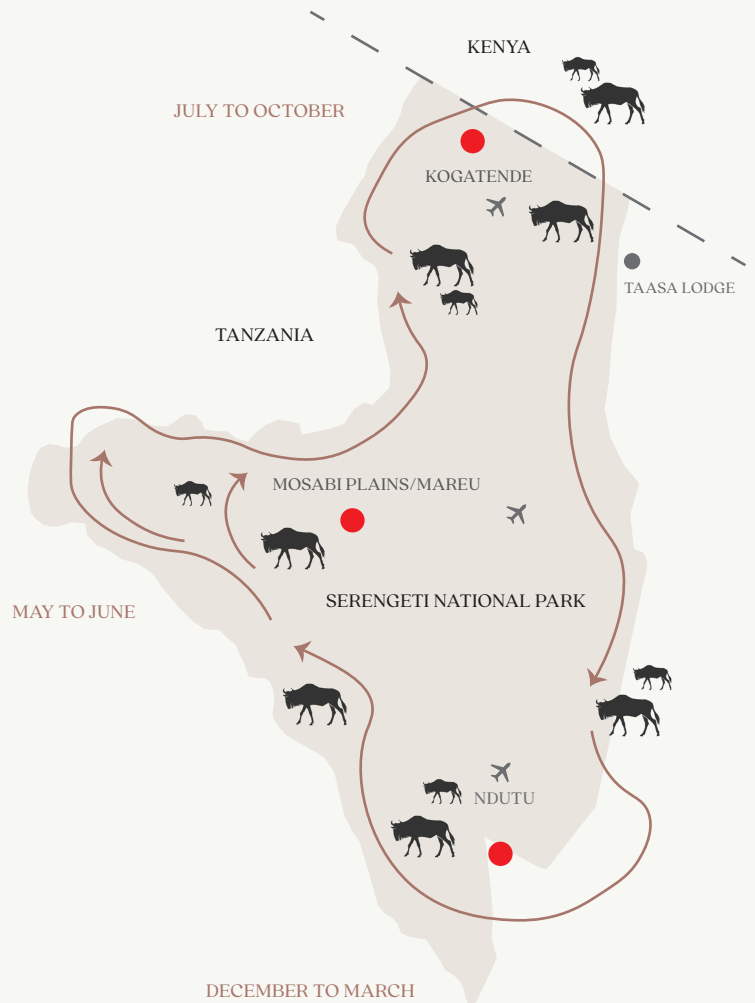 KENYA
JULY TO OCTOBER
KOGATENDE
TAASA LODGE
TANZANIA
MOSABI PLAINS/MAREU
SERENGETI NATIONAL PARK
MAY TO JUNE
NDUTU
DECEMBER TO MARCH